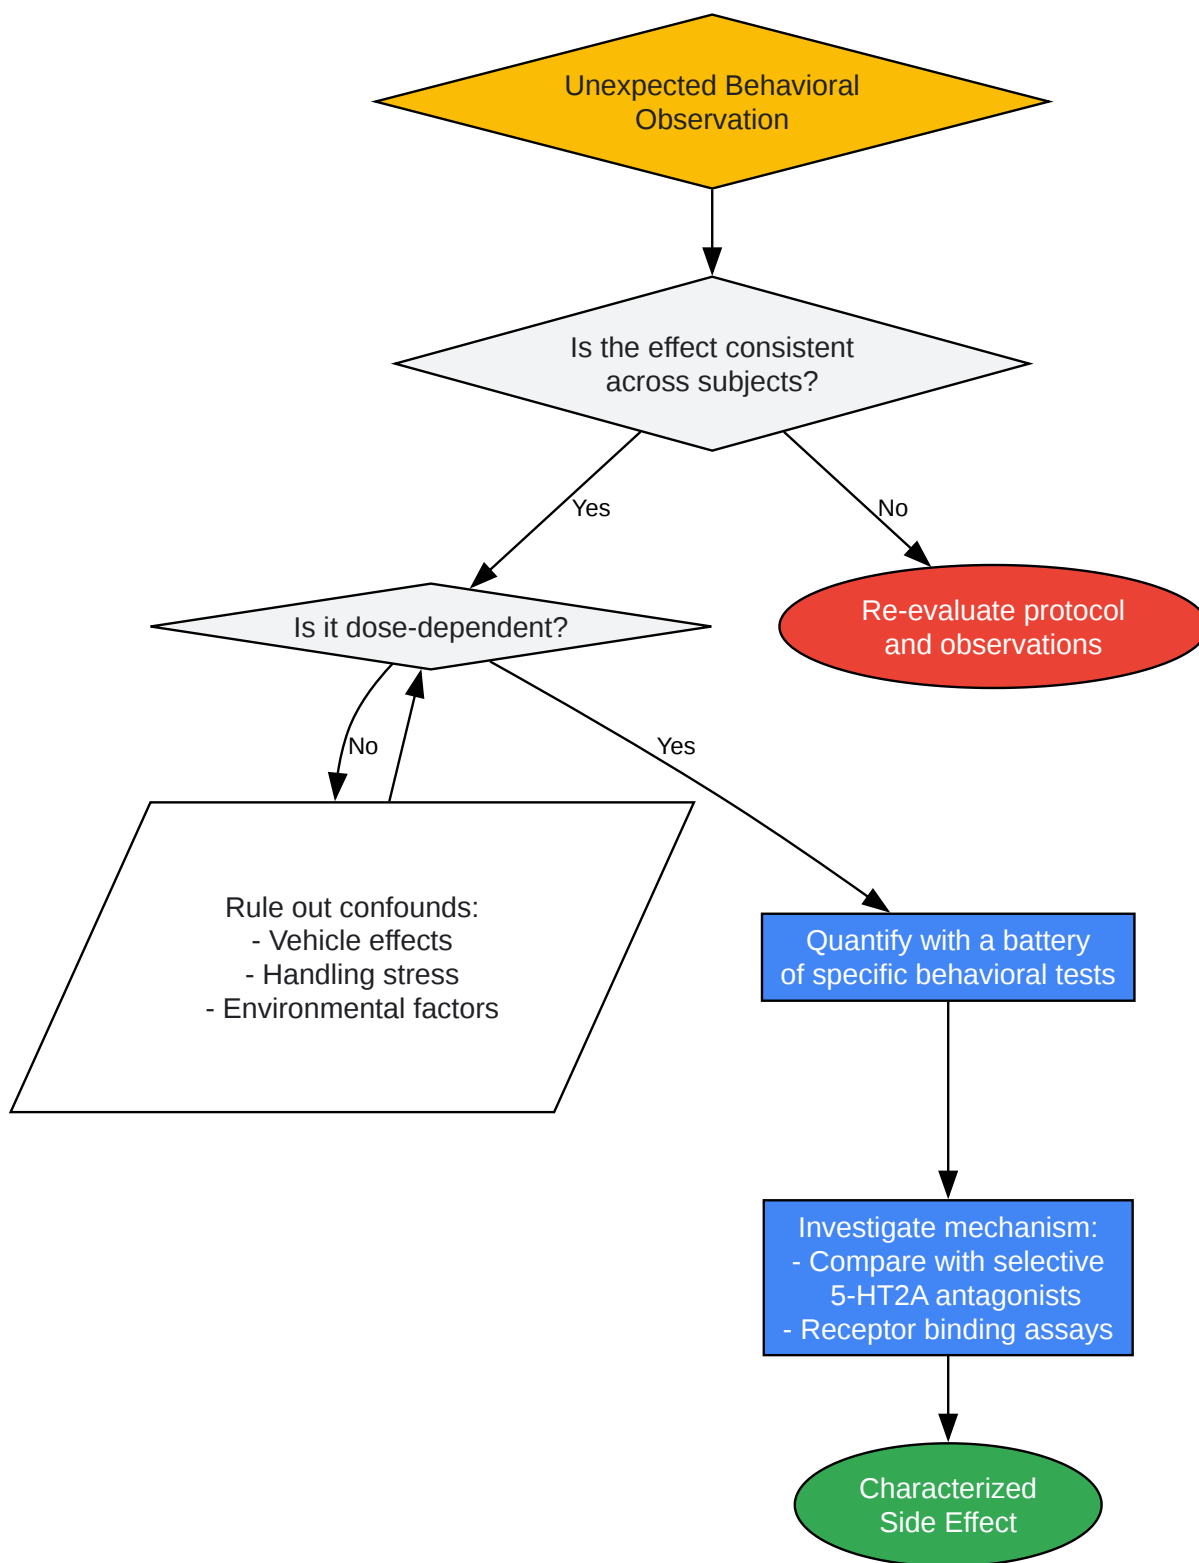 Unexpected Behavioral
Observation
Is the effect consistent
across subjects?
Yes
No
Is it dose-dependent?
Re-evaluate protocol
and observations
No
Yes
Rule out confounds:
- Vehicle effects
- Handling stress
- Environmental factors
Quantify with a battery
of specific behavioral tests
Investigate mechanism:
- Compare with selective
5-HT2A antagonists
- Receptor binding assays
Characterized
Side Effect